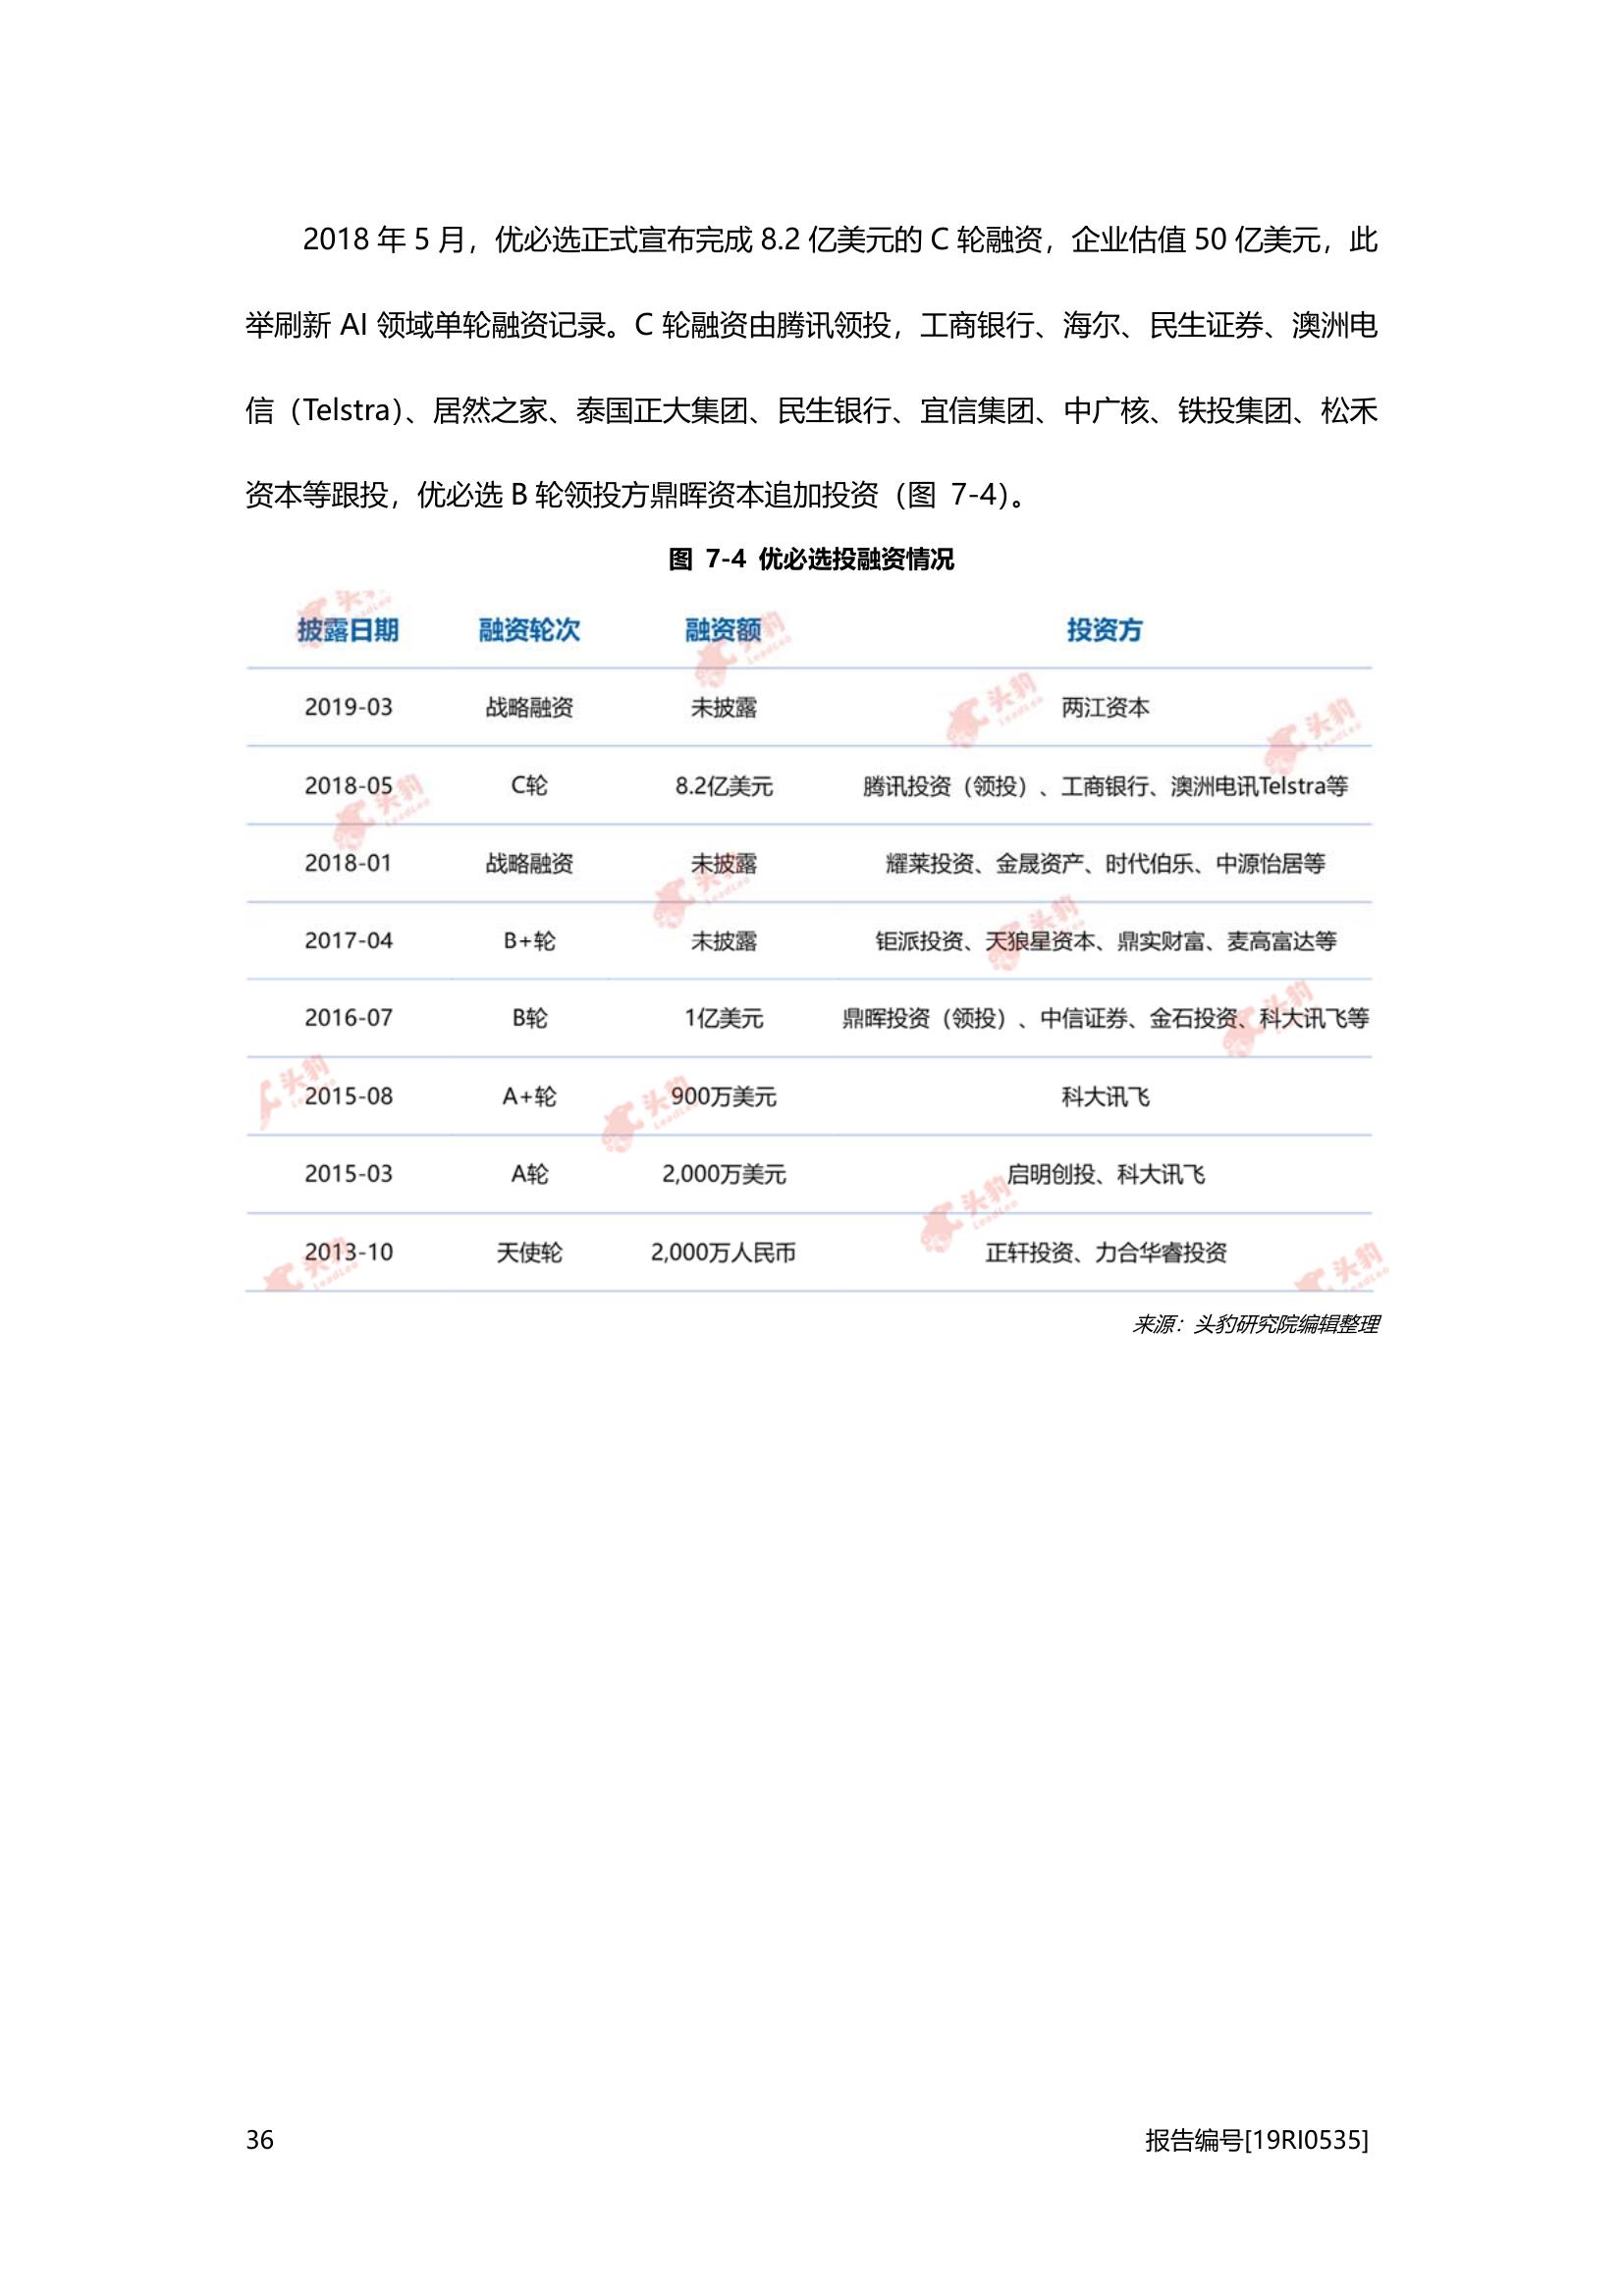 2018 年 5 月，优必选正式宣布完成 8.2 亿美元的 C 轮融资，企业估值 50 亿美元，此
举刷新 AI 领域单轮融资记录。C 轮融资由腾讯领投，工商银行、海尔、民生证券、澳洲电
信（Telstra）、居然之家、泰国正大集团、民生银行、宜信集团、中广核、铁投集团、松禾
资本等跟投，优必选 B 轮领投方鼎晖资本追加投资（图 7-4）。
图 7-4 优必选投融资情况
披露日期 融资轮次 融资额 投资方
2019-03 战略融资 未披露 两江资本
2018-05 C轮 8.2亿美元 腾讯投资（领投）、工商银行、澳洲电讯Telstra等
2018-01 战略融资 未披露 耀莱投资、金晟资产、时代伯乐、中源怡居等
2017-04 B+轮 未披露 钜派投资、天狼星资本、鼎实财富、麦高富达等
2016-07 B轮 1亿美元 鼎晖投资（领投）、中信证券、金石投资、科大讯飞等
2015-08 A+轮 900万美元 科大讯飞
2015-03 A轮 2,000万美元 启明创投、科大讯飞
2013-10 天使轮 2,000万人民币 正轩投资、力合华睿投资
来源：头豹研究院编辑整理
36 报告编号[19RI0535]